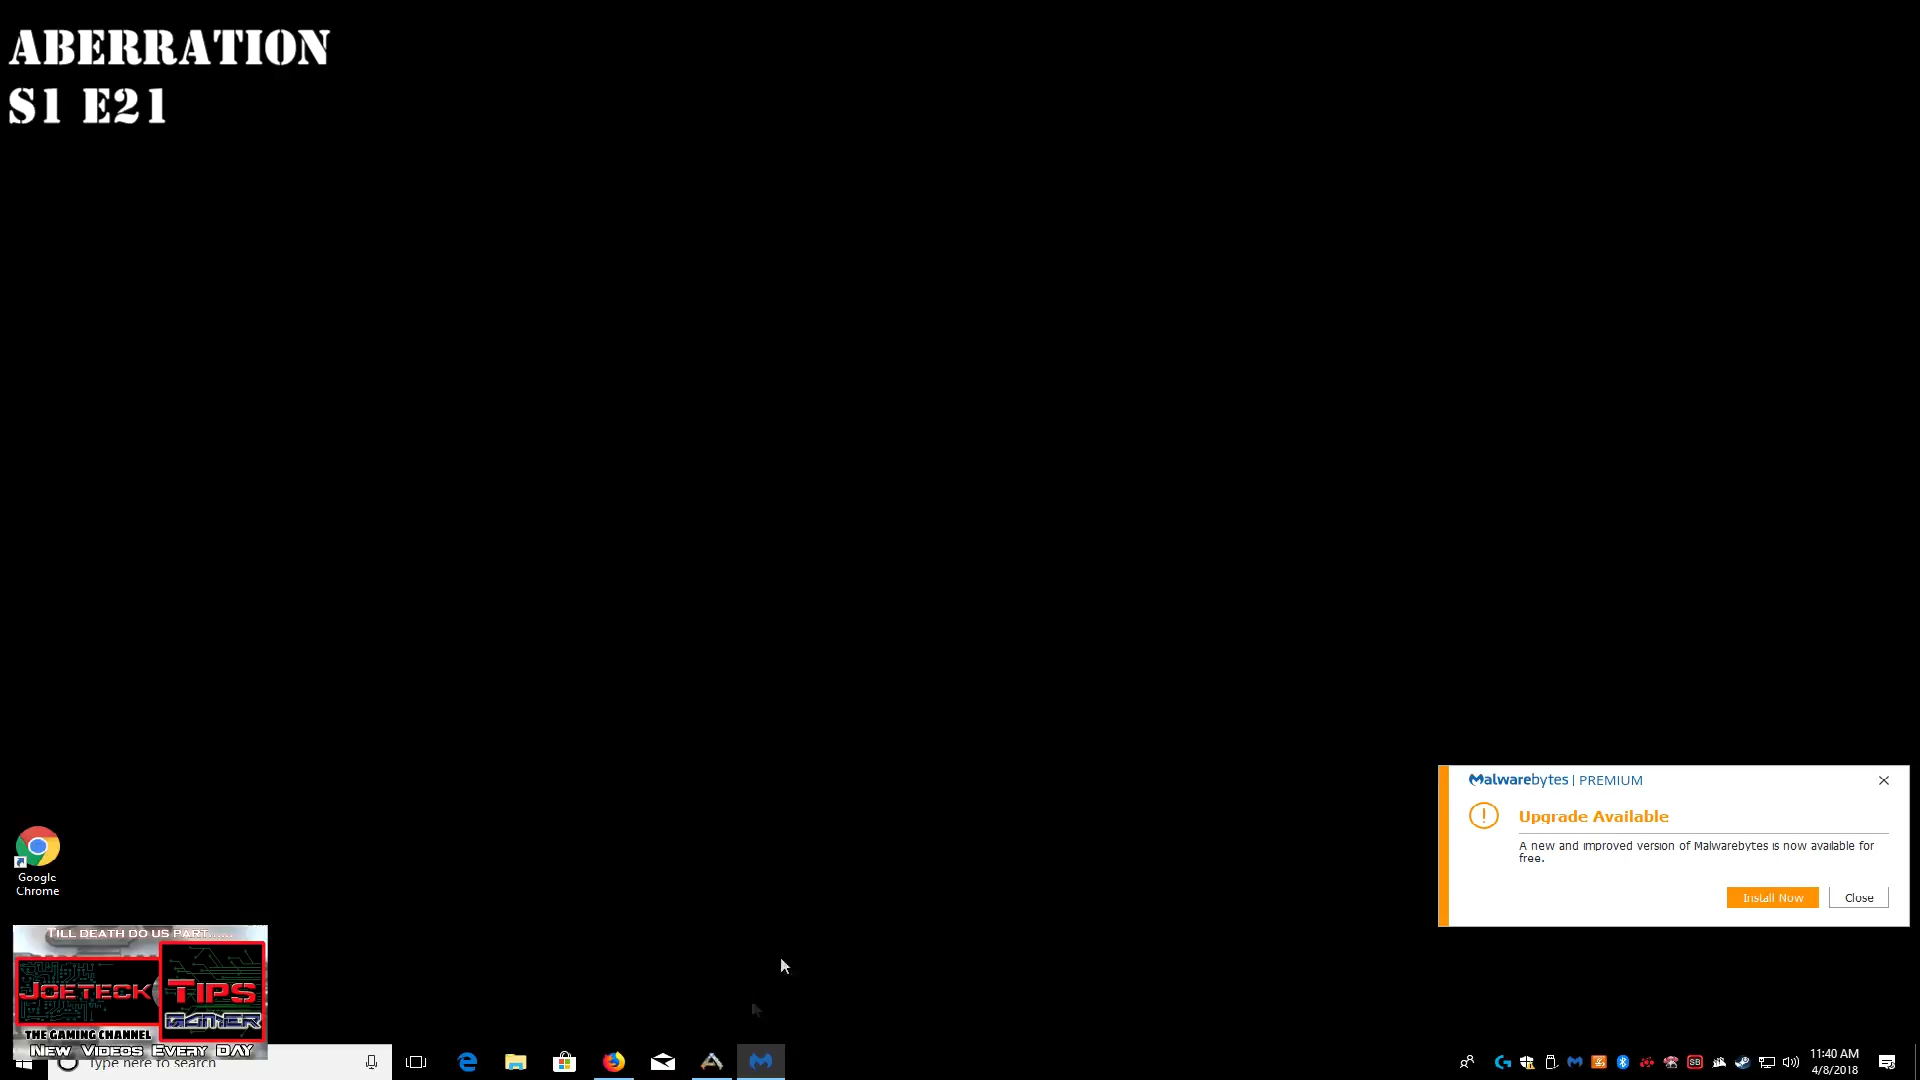 ABERRATION
S1 E21
Malwarebytes | PREMIUM
Upgrade Available
A new and improved version of Malwarebytes is now available for
free.
Install Now
Close
Google
Chrome
TILL DEATH DO US PART......
JOETECK
TIPS
GAMER
THE GAMING CHANNEL
NEW VIDEOS EVERY DAY
Type here to search
SB
11:40 AM
4/8/2018